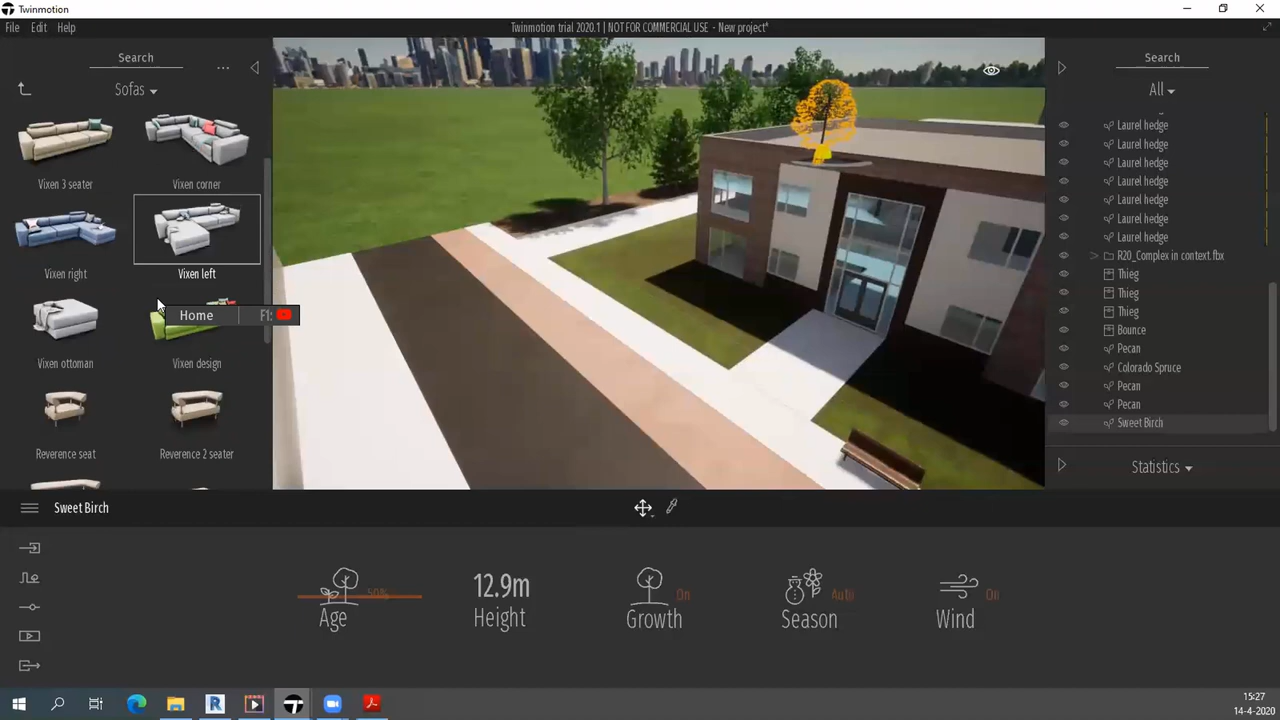 Twinmotion
File Edit Help
Twinmotion trial 2020.1 | NOT FOR COMMERCIAL USE - New project*
Search
...
Sofas
Vixen 3 seater
Vixen corner
Vixen right
Vixen left
Home F1:
Vixen ottoman
Vixen design
Reverence seat
Reverence 2 seater
Search
All
Laurel hedge
Laurel hedge
Laurel hedge
Laurel hedge
Laurel hedge
Laurel hedge
Laurel hedge
R20_Complex in context.fbx
Thieg
Thieg
Thieg
Bounce
Pecan
Colorado Spruce
Pecan
Pecan
Sweet Birch
Statistics
Sweet Birch
50%
Age
12.9m
Height
On
Growth
Auto
Season
On
Wind
R
15:27
14-4-2020